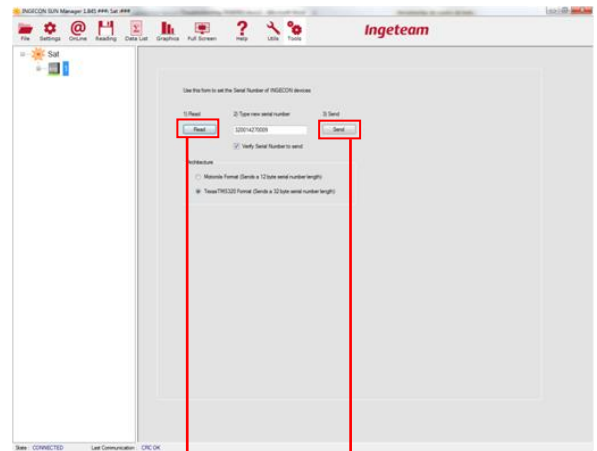 INGECON SUN Manager 1.845 ###: Sat :###
File Settings OnLine Reading Data List Graphics Full Screen Help Utils Tools
Ingeteam
Sat
1
Use this form to set the Serial Number of INGECON devices
1) Read 2) Type new serial number 3) Send
Read 320014270009 Send
Verify Serial Number to send
Architecture
Motorola Format (Sends a 12 byte serial number length)
TexasTMS320 Format (Sends a 32 byte serial number length)
State : CONNECTED Last Communication : CRC OK